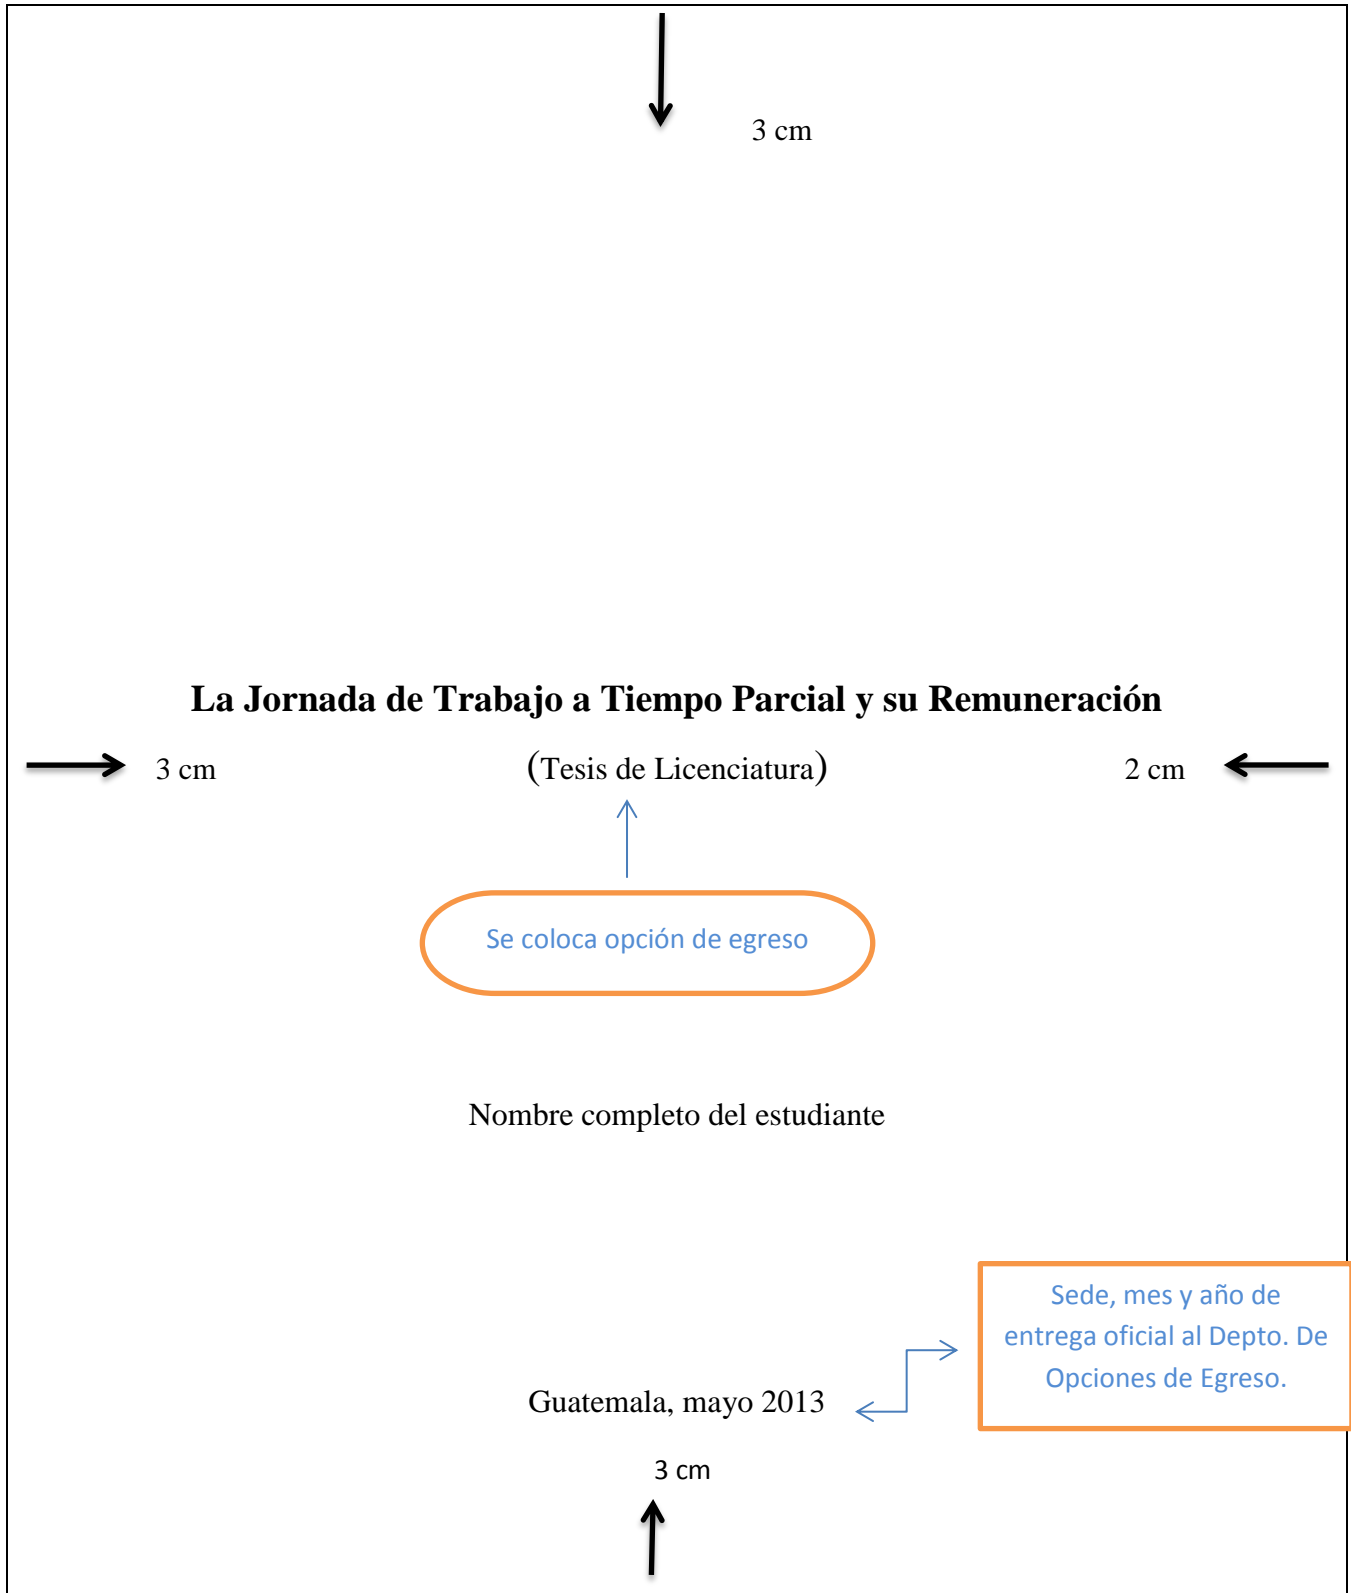 3 cm
La Jornada de Trabajo a Tiempo Parcial y su Remuneración
3 cm
(Tesis de Licenciatura)
2 cm
Se coloca opción de egreso
Nombre completo del estudiante
Sede, mes y año de
entrega oficial al Depto. De
Opciones de Egreso.
Guatemala, mayo 2013
3 cm